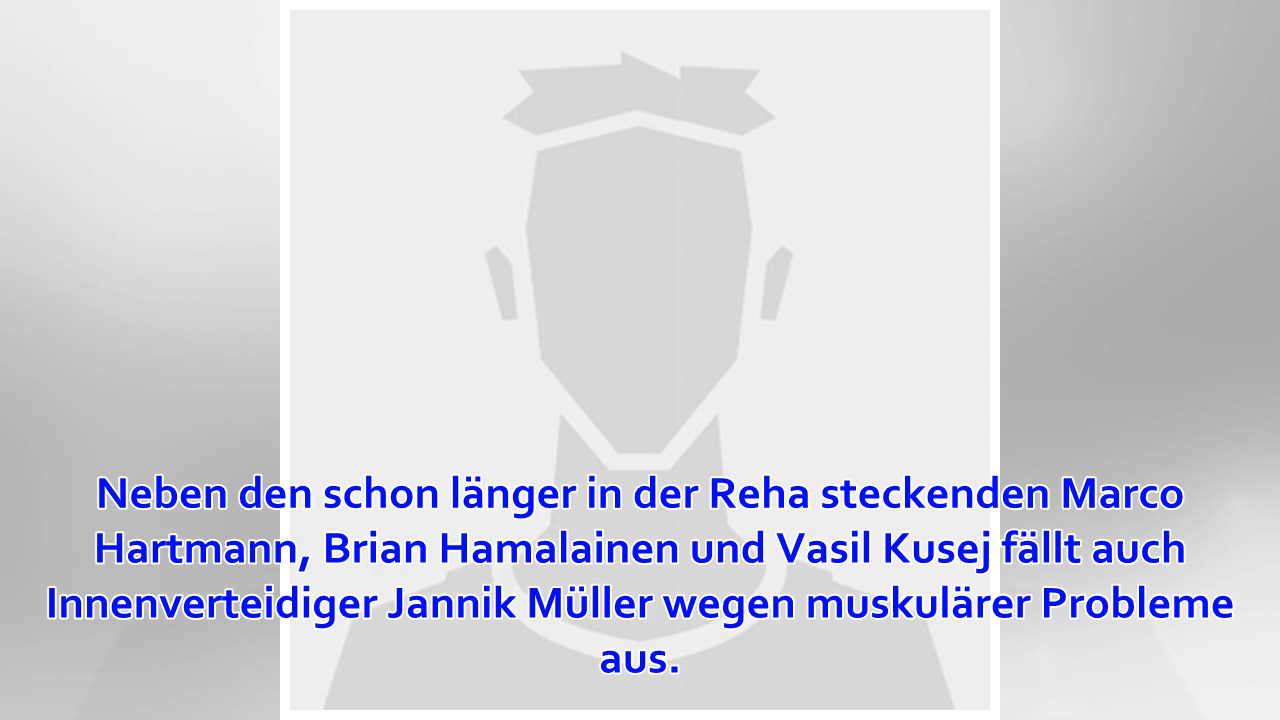 Neben den schon länger in der Reha steckenden Marco
Hartmann, Brian Hamalainen und Vasil Kusej fällt auch
Innenverteidiger Jannik Müller wegen muskulärer Probleme
aus.